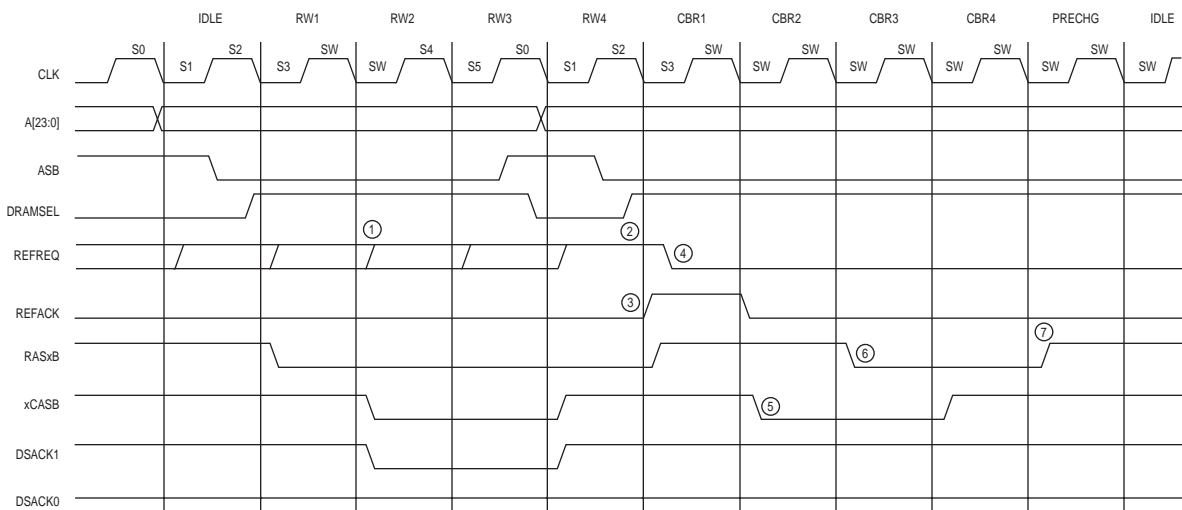 IDLE RW1 RW2 RW3 RW4 CBR1 CBR2 CBR3 CBR4 PRECHG IDLE
S0 S2 SW S4 S0 S2 SW SW SW SW SW
CLK S1 S3 SW S5 S1 S3 SW SW SW SW SW
A[23:0]
ASB
DRAMSEL
1 2
REFREQ 4
REFACK 3
7
RASxB 6
xCASB 5
DSACK1
DSACK0